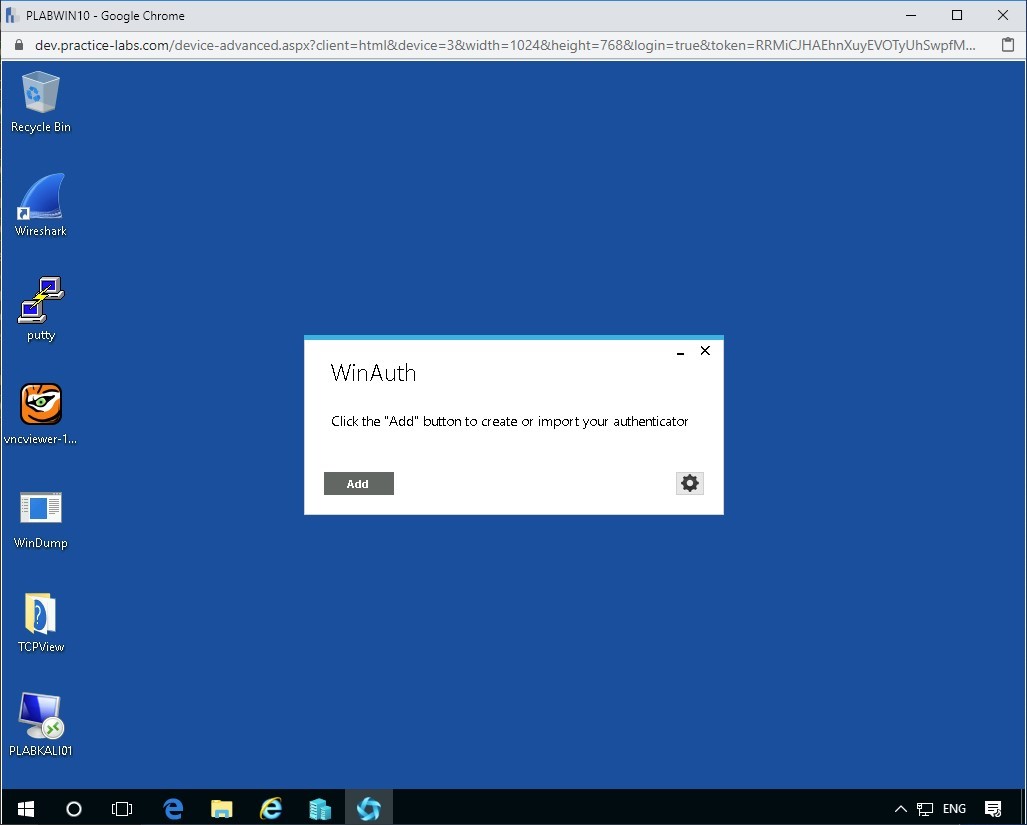 PLABWIN10 - Google Chrome
dev.practice-labs.com/device-advanced.aspx?client=html&device=3&width=1024&height=768&login=true&token=RRMiCJHAEhnXuyEVOTyUhSwpfM...
Recycle Bin
Wireshark
putty
vncviewer-1...
WinDump
TCPView
PLABKALI01
WinAuth
Click the "Add" button to create or import your authenticator
Add
ENG